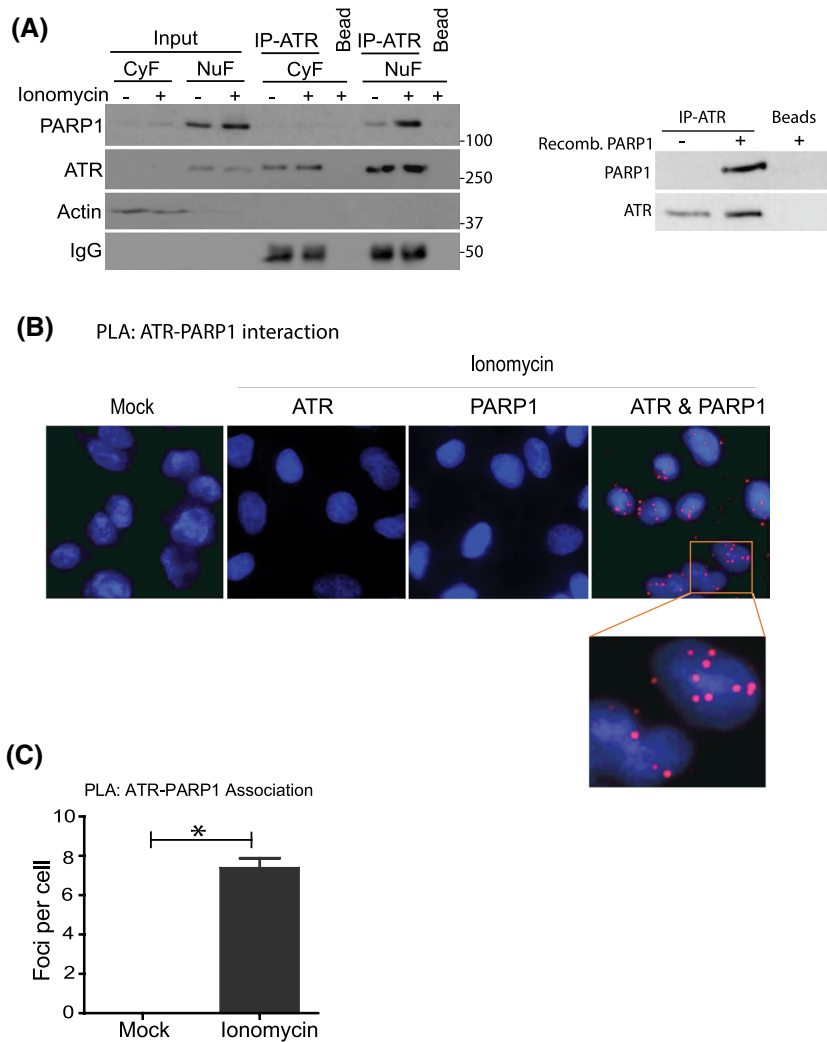 (A)
Input
IP-ATR
Bead
IP-ATR
Bead
CyF
NuF
CyF
NuF
Ionomycin
- + - + - + + - + +
PARP1
-100
ATR
-250
Actin
-37
IgG
-50
IP-ATR
Beads
Recomb. PARP1
- + +
PARP1
ATR
(B)
PLA: ATR-PARP1 interaction
Ionomycin
Mock
ATR
PARP1
ATR & PARP1
(C)
PLA: ATR-PARP1 Association
*
10
8
6
4
2
0
Foci per cell
Mock
Ionomycin